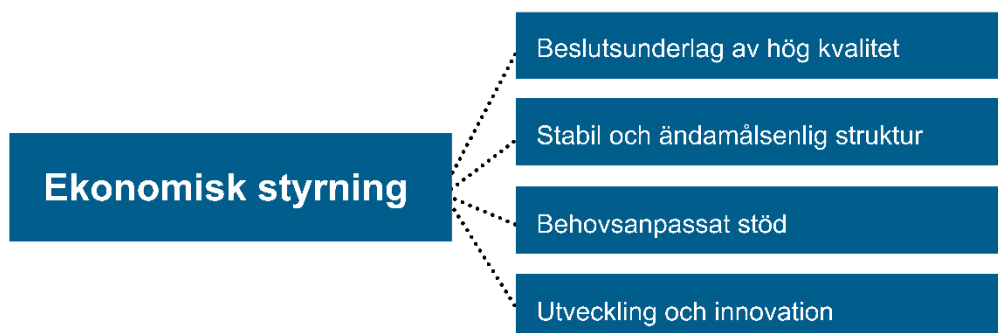 Ekonomisk styrning
Beslutsunderlag av hög kvalitet
Stabil och ändamålsenlig struktur
Behovsanpassat stöd
Utveckling och innovation